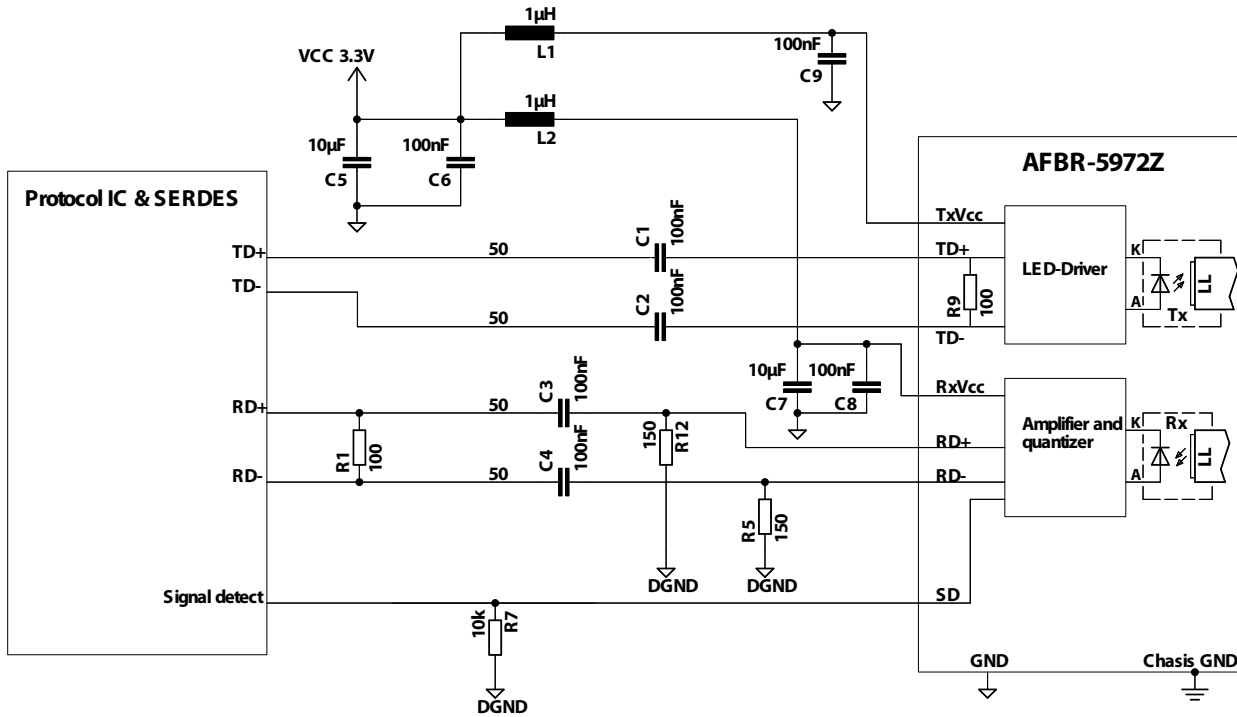 1µH
L1
100nF
C9
VCC 3.3V
1µH
L2
10µF
C5
100nF
C6
AFBR-5972Z
Protocol IC & SERDES
TxVcc
TD+
50
C1
100nF
TD+
LED-Driver
K
LL
TD-
C2
100nF
R9
100
A
Tx
50
TD-
10µF
C7
100nF
C8
RxVcc
RD+
50
C3
100nF
150
R12
Amplifier and
quantizer
K
Rx
LL
RD+
R1
100
C4
100nF
RD-
50
RD-
A
R5
150
DGND
DGND
Signal detect
SD
10k
R7
GND
Chasis GND
DGND